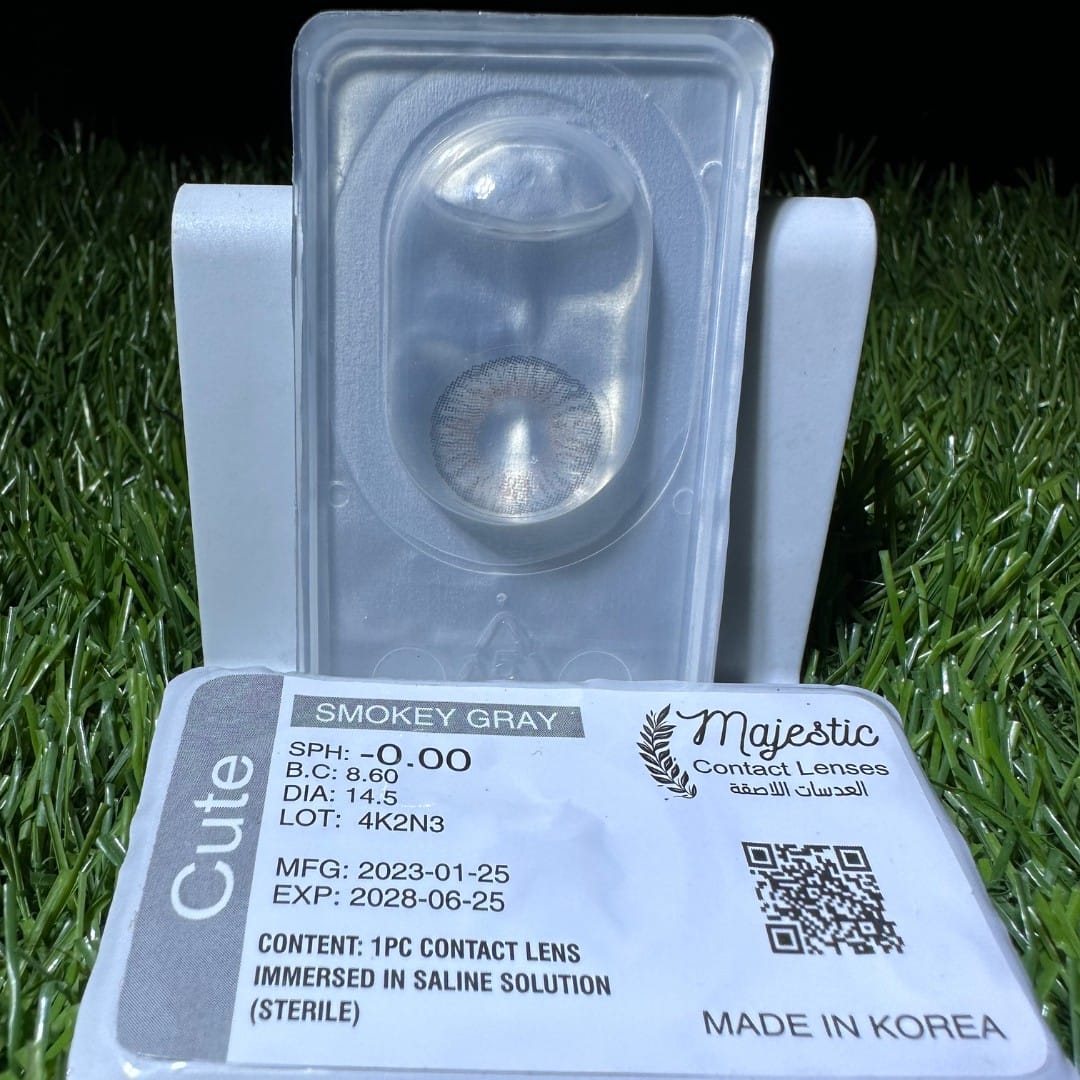 Cute
SMOKEY GRAY
SPH: -0.00
B.C: 8.60
DIA: 14.5
LOT: 4K2N3
MFG: 2023-01-25
EXP: 2028-06-25
CONTENT: 1PC CONTACT LENS
IMMERSED IN SALINE SOLUTION
(STERILE)
Majestic
Contact Lenses
العدسات اللاصقة
MADE IN KOREA